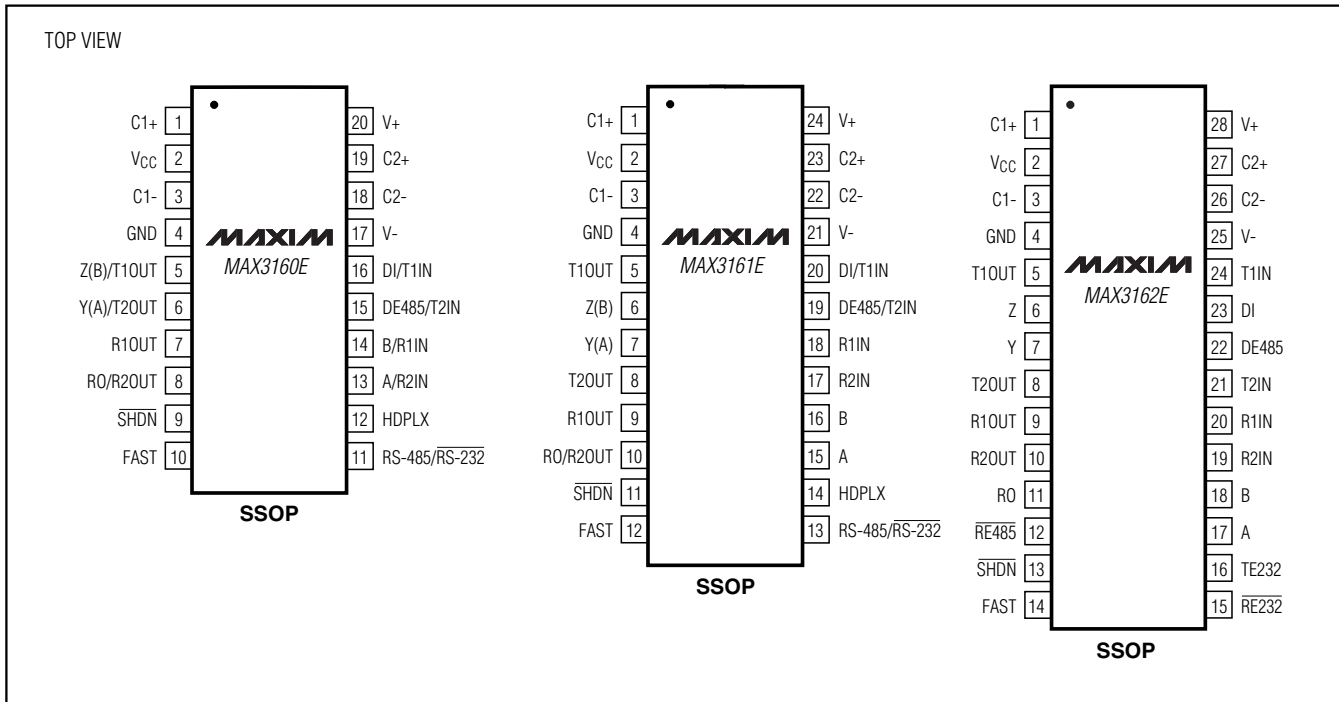 TOP VIEW
C1+ 1
VCC 2
C1- 3
GND 4
Z(B)/T1OUT 5
Y(A)/T2OUT 6
R1OUT 7
RO/R2OUT 8
SHDN 9
FAST 10
MAXIM
MAX3160E
20 V+
19 C2+
18 C2-
17 V-
16 DI/T1IN
15 DE485/T2IN
14 B/R1IN
13 A/R2IN
12 HDPLX
11 RS-485/RS-232
SSOP
C1+ 1
VCC 2
C1- 3
GND 4
T1OUT 5
Z(B) 6
Y(A) 7
T2OUT 8
R1OUT 9
RO/R2OUT 10
SHDN 11
FAST 12
MAXIM
MAX3161E
24 V+
23 C2+
22 C2-
21 V-
20 DI/T1IN
19 DE485/T2IN
18 R1IN
17 R2IN
16 B
15 A
14 HDPLX
13 RS-485/RS-232
SSOP
C1+ 1
VCC 2
C1- 3
GND 4
T1OUT 5
Z 6
Y 7
T2OUT 8
R1OUT 9
R2OUT 10
RO 11
RE485 12
SHDN 13
FAST 14
MAXIM
MAX3162E
28 V+
27 C2+
26 C2-
25 V-
24 T1IN
23 DI
22 DE485
21 T2IN
20 R1IN
19 R2IN
18 B
17 A
16 TE232
15 RE232
SSOP